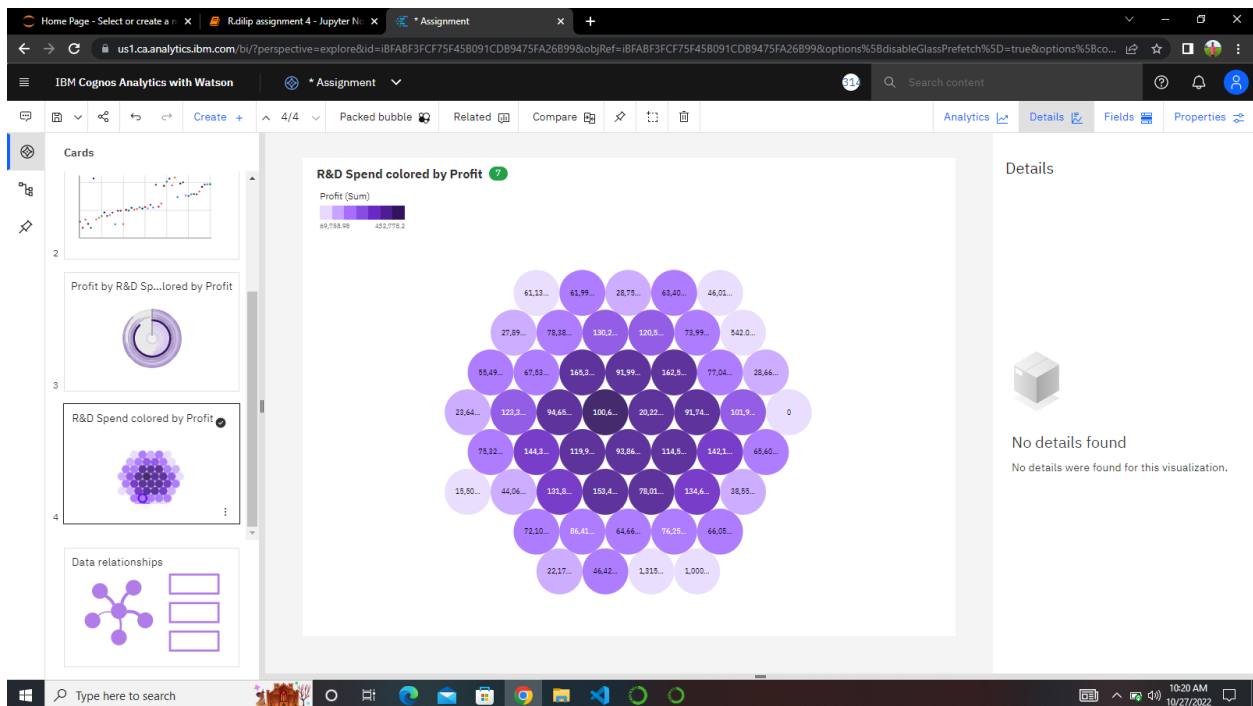 Home Page - Select or create a n
R.dilip assignment 4 - Jupyter No
* Assignment
us1.ca.analytics.ibm.com/bi/?perspective=explore&id=iBFABF3FCF75F45B091CDB9475FA26B99&objRef=iBFABF3FCF75F45B091CDB9475FA26B99&options%5BdisableGlassPrefetch%5D=true&options%5Bco...
IBM Cognos Analytics with Watson
* Assignment
314
Search content
Create +
4/4
Packed bubble
Related
Compare
Analytics
Details
Fields
Properties
Cards
2
Profit by R&D Sp...lored by Profit
3
R&D Spend colored by Profit
4
Data relationships
R&D Spend colored by Profit 7
Profit (Sum)
69,758.98 432,778.2
61,13... 61,99... 28,75... 63,40... 46,01...
27,89... 78,38... 130,2... 120,5... 73,99... 542.0...
55,49... 67,53... 165,3... 91,99... 162,5... 77,04... 28,66...
23,64... 123,3... 94,65... 100,6... 20,22... 91,74... 101,9... 0
75,32... 144,3... 119,9... 93,86... 114,5... 142,1... 65,60...
15,50... 44,06... 131,8... 153,4... 78,01... 134,6... 38,55...
72,10... 86,41... 64,66... 76,25... 66,05...
22,17... 46,42... 1,315... 1,000...
Details
No details found
No details were found for this visualization.
Type here to search
10:20 AM
10/27/2022